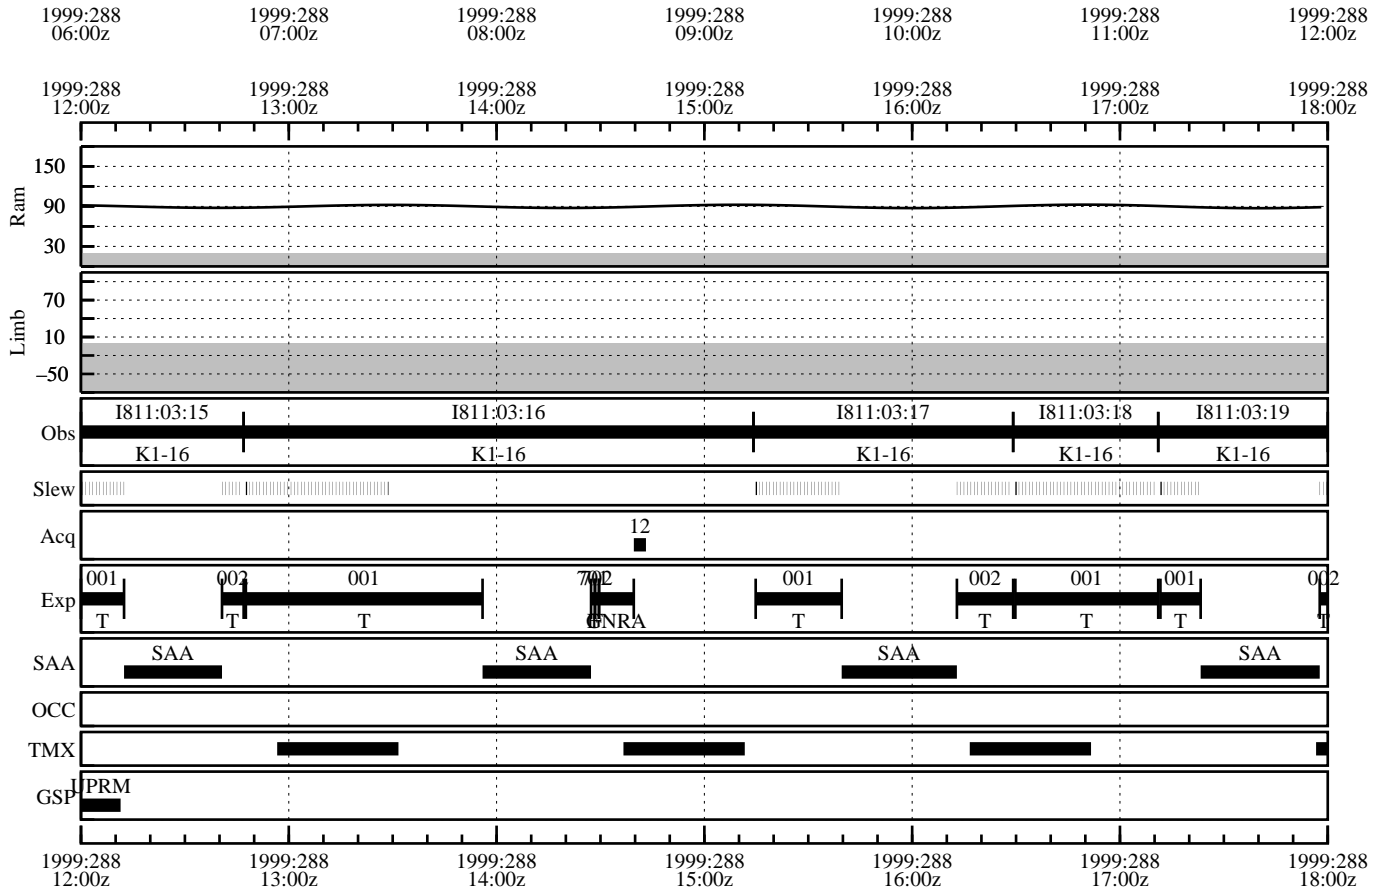 1999:288 1999:288 1999:288 1999:288 1999:288 1999:288 1999:288
06:00z 07:00z 08:00z 09:00z 10:00z 11:00z 12:00z
1999:288 1999:288 1999:288 1999:288 1999:288 1999:288 1999:288
12:00z 13:00z 14:00z 15:00z 16:00z 17:00z 18:00z
Ram
150
90
30
Limb
70
10
−50
I811:03:15 I811:03:16 I811:03:17 I811:03:18 I811:03:19
Obs
K1-16 K1-16 K1-16 K1-16 K1-16
Slew
12
Acq
001 002 001 702 001 002 001 001 002
Exp
T T T GNRA T T T T T
SAA SAA SAA SAA
SAA
OCC
TMX
UPRM
GSP
1999:288 1999:288 1999:288 1999:288 1999:288 1999:288 1999:288
12:00z 13:00z 14:00z 15:00z 16:00z 17:00z 18:00z